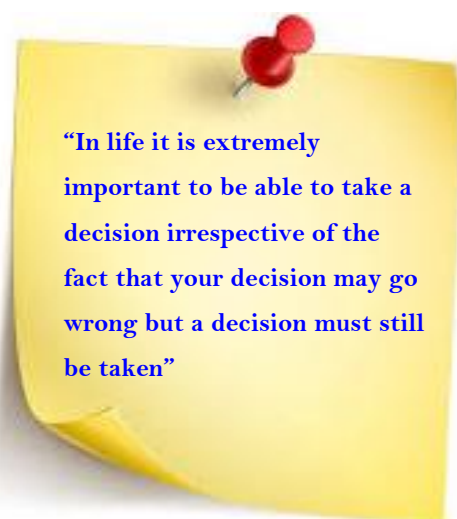 “In life it is extremely
important to be able to take a
decision irrespective of the
fact that your decision may go
wrong but a decision must still
be taken”